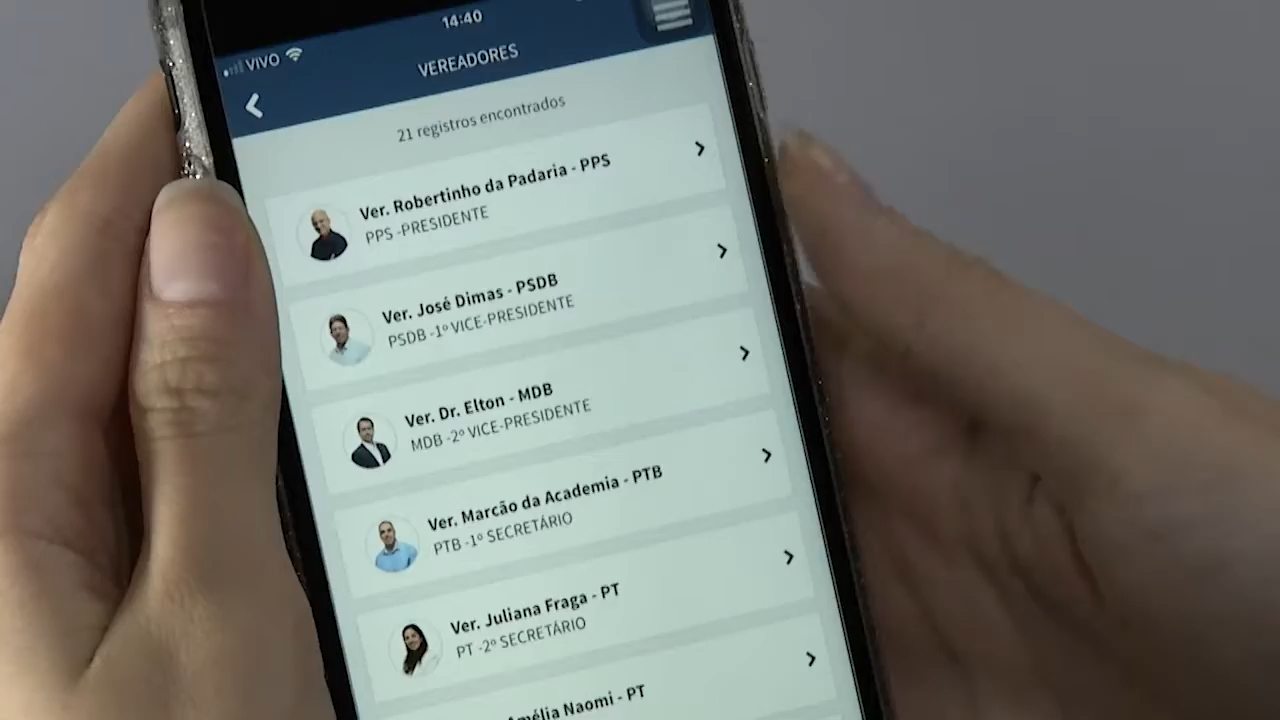 14:40
VIVO
VEREADORES
21 registros encontrados
Ver. Robertinho da Padaria - PPS
PPS -PRESIDENTE
Ver. José Dimas - PSDB
PSDB -1º VICE-PRESIDENTE
Ver. Dr. Elton - MDB
MDB -2º VICE-PRESIDENTE
Ver. Marcão da Academia - PTB
PTB -1º SECRETÁRIO
Ver. Juliana Fraga - PT
PT -2º SECRETÁRIO
Amélia Naomi - PT